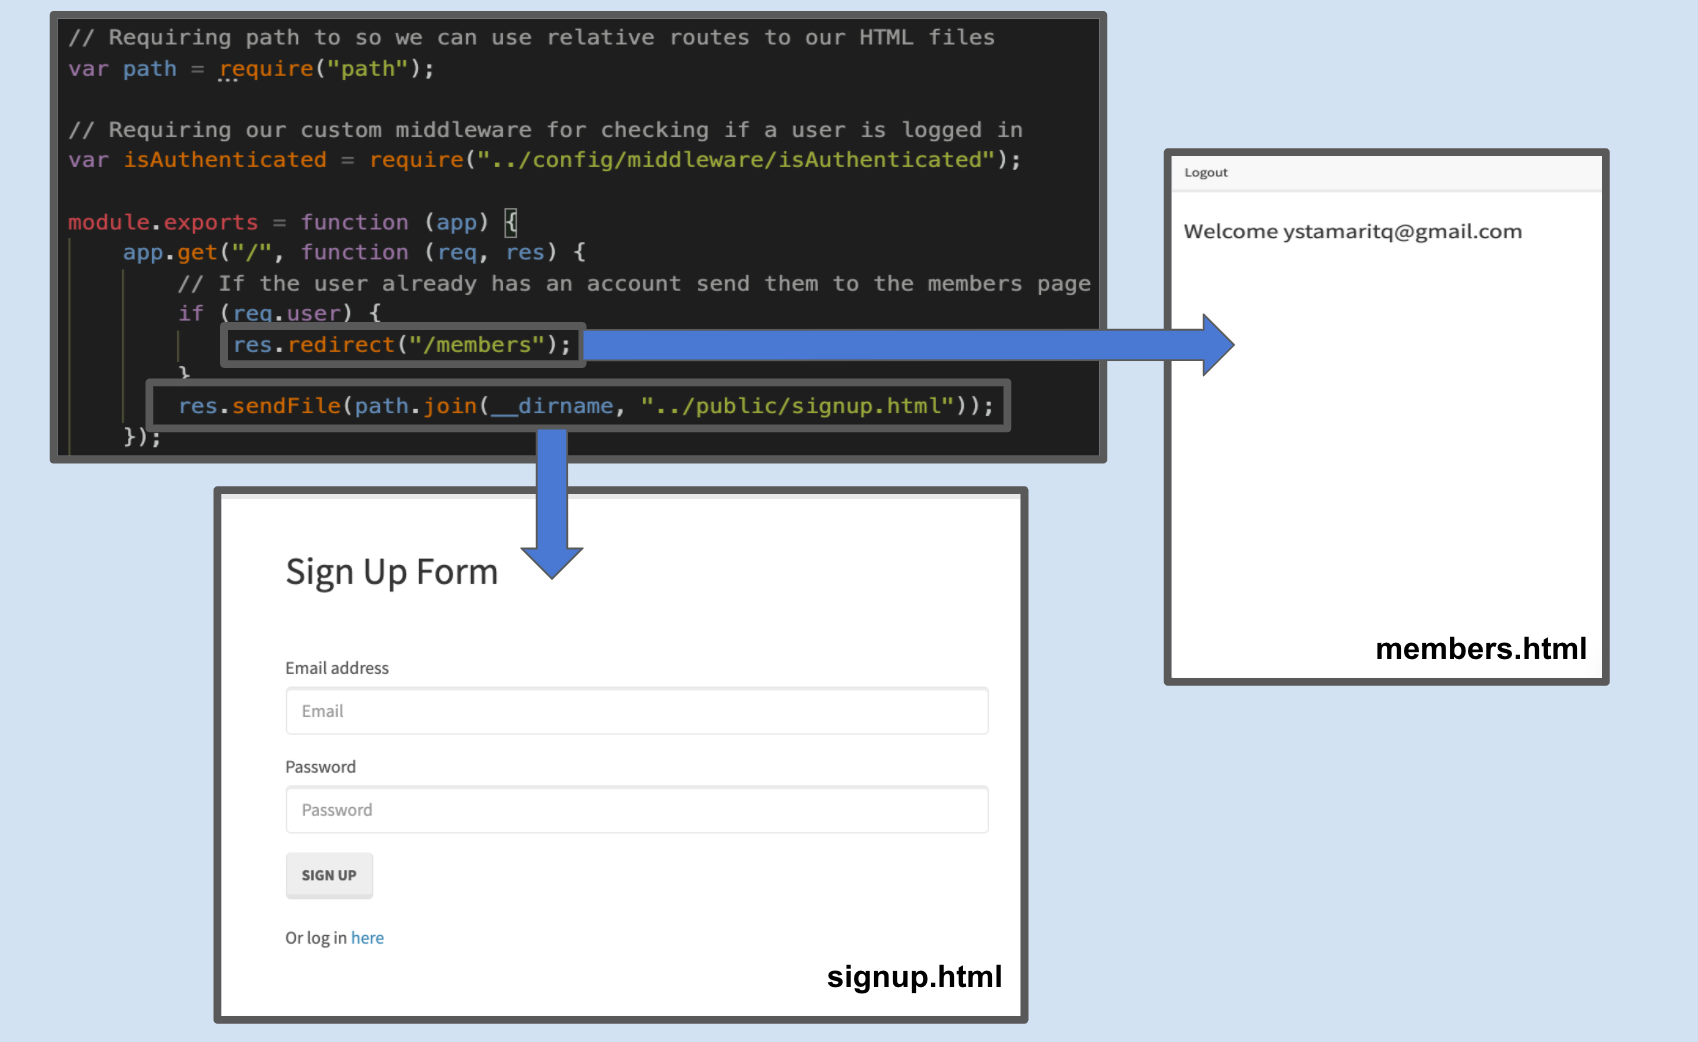 // Requiring path to so we can use relative routes to our HTML files
var path = require("path");
// Requiring our custom middleware for checking if a user is logged in
var isAuthenticated = require("../config/middleware/isAuthenticated");
module.exports = function (app) {
app.get("/", function (req, res) {
// If the user already has an account send them to the members page
if (req.user) {
res.redirect("/members");
}
res.sendFile(path.join(__dirname, "../public/signup.html"));
});
Logout
Welcome ystamaritq@gmail.com
members.html
Sign Up Form
Email address
Email
Password
Password
SIGN UP
Or log in here
signup.html